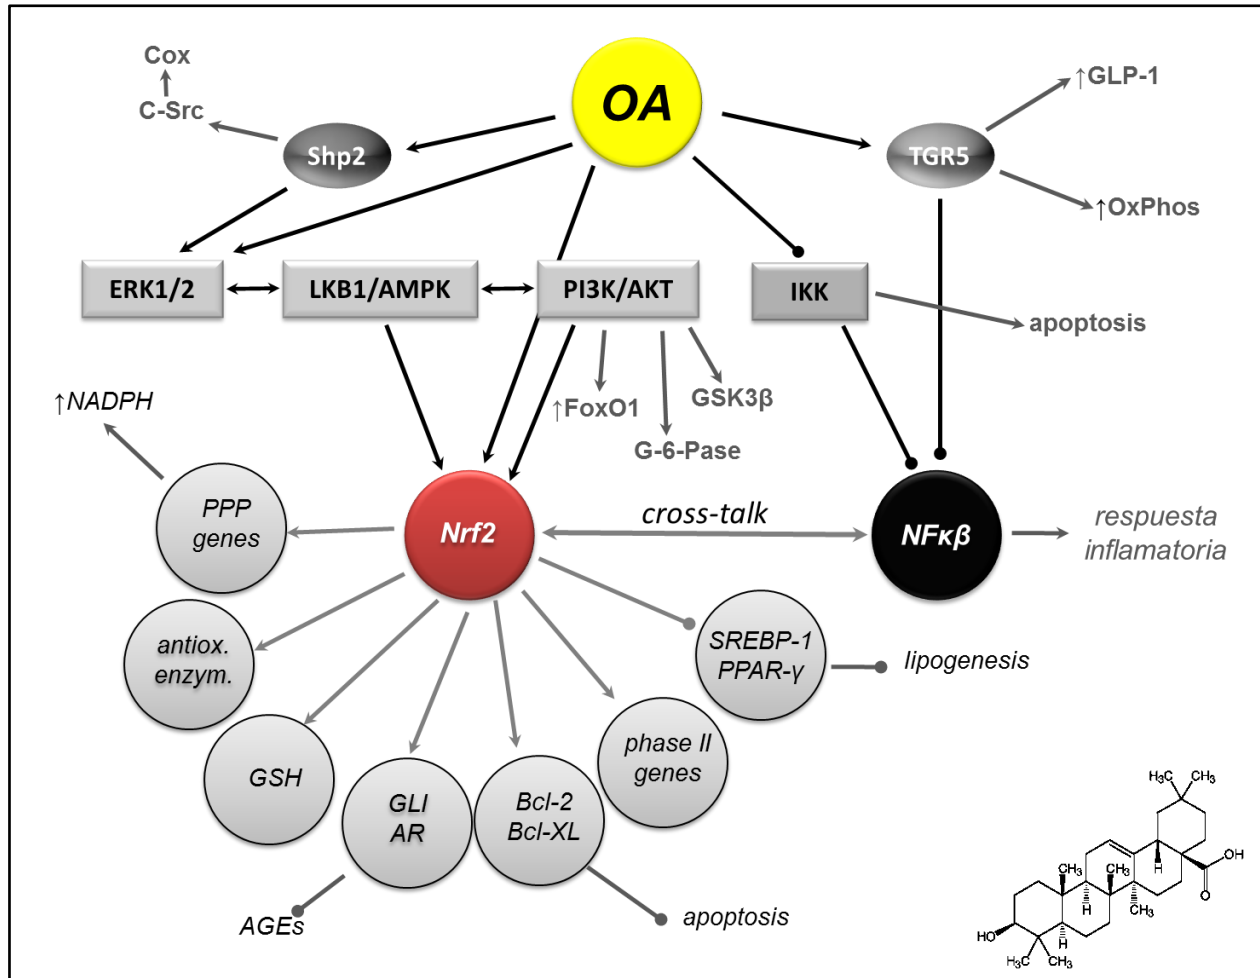 OA
Cox
C-Src
Shp2
TGR5
↑GLP-1
↑OxPhos
ERK1/2
LKB1/AMPK
PI3K/AKT
IKK
apoptosis
↑FoxO1
GSK3β
G-6-Pase
↑NADPH
PPP
genes
Nrf2
cross-talk
NFκβ
respuesta
inflamatoria
antiox.
enzym.
SREBP-1
PPAR-γ
lipogenesis
GSH
GLI
AR
Bcl-2
Bcl-XL
phase II
genes
AGEs
apoptosis
H₃C
CH₃
CH₃
CH₃
CH₃
H
OH
O
H
CH₃
HO
H
H₃C
CH₃